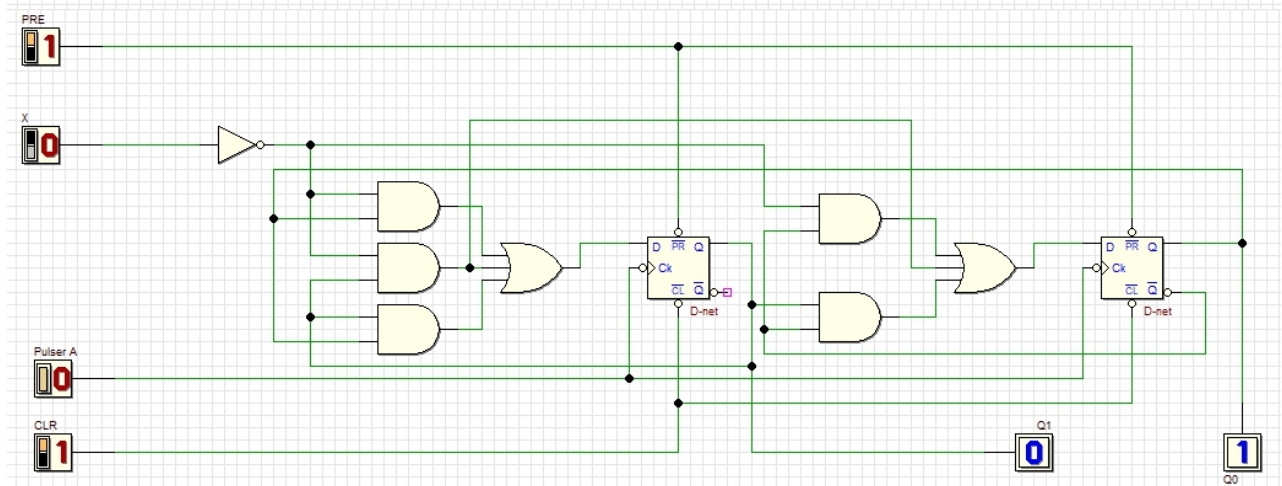 PRE
1
X
0
D PR Q
Ck
CL Q
D-net
D PR Q
Ck
CL Q
D-net
Pulser A
0
CLR
1
Q1
0
1
Q0